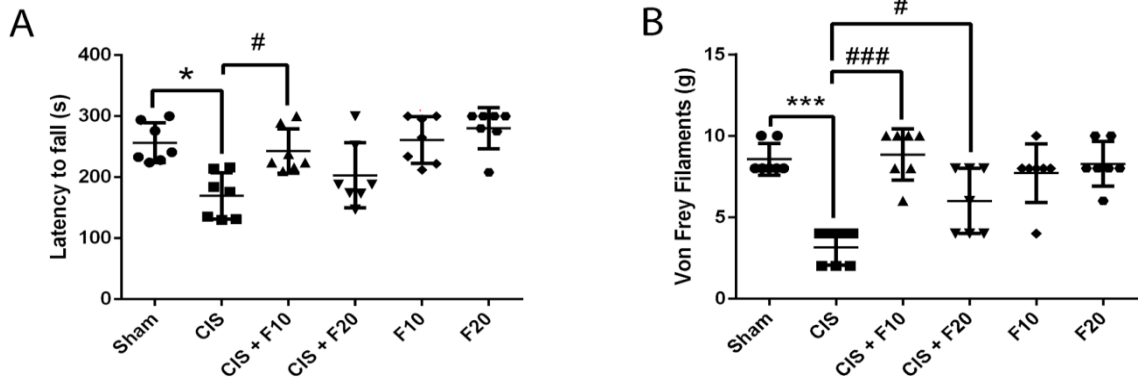 A
Latency to fall (s)
400
300
200
100
0
*
#
Sham
CIS
CIS + F10
CIS + F20
F10
F20
B
Von Frey Filaments (g)
15
10
5
0
***
###
#
Sham
CIS
CIS + F10
CIS + F20
F10
F20